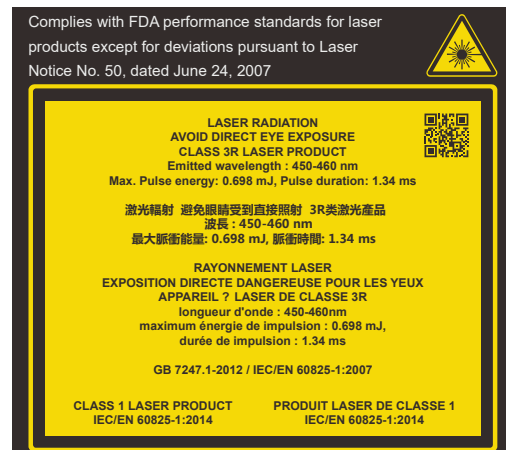 Complies with FDA performance standards for laser
products except for deviations pursuant to Laser
Notice No. 50, dated June 24, 2007
LASER RADIATION
AVOID DIRECT EYE EXPOSURE
CLASS 3R LASER PRODUCT
Emitted wavelength : 450-460 nm
Max. Pulse energy: 0.698 mJ, Pulse duration: 1.34 ms
激光輻射 避免眼睛受到直接照射 3R类激光產品
波長 : 450-460 nm
最大脈衝能量: 0.698 mJ, 脈衝時間: 1.34 ms
RAYONNEMENT LASER
EXPOSITION DIRECTE DANGEREUSE POUR LES YEUX
APPAREIL ? LASER DE CLASSE 3R
longueur d'onde : 450-460nm
maximum énergie de impulsion : 0.698 mJ,
durée de impulsion : 1.34 ms
GB 7247.1-2012 / IEC/EN 60825-1:2007
CLASS 1 LASER PRODUCT PRODUIT LASER DE CLASSE 1
IEC/EN 60825-1:2014 IEC/EN 60825-1:2014